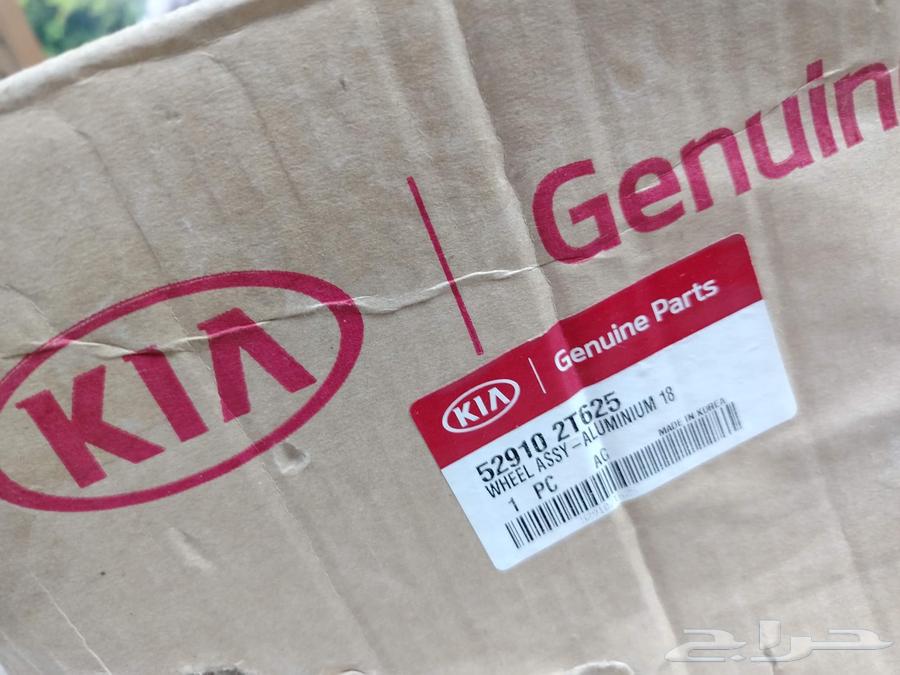 KIA | Genuin
KIA | Genuine Parts
52910 2T625
WHEEL ASSY-ALUMINIUM 18
1 PC AG MADE IN KOREA
حراج